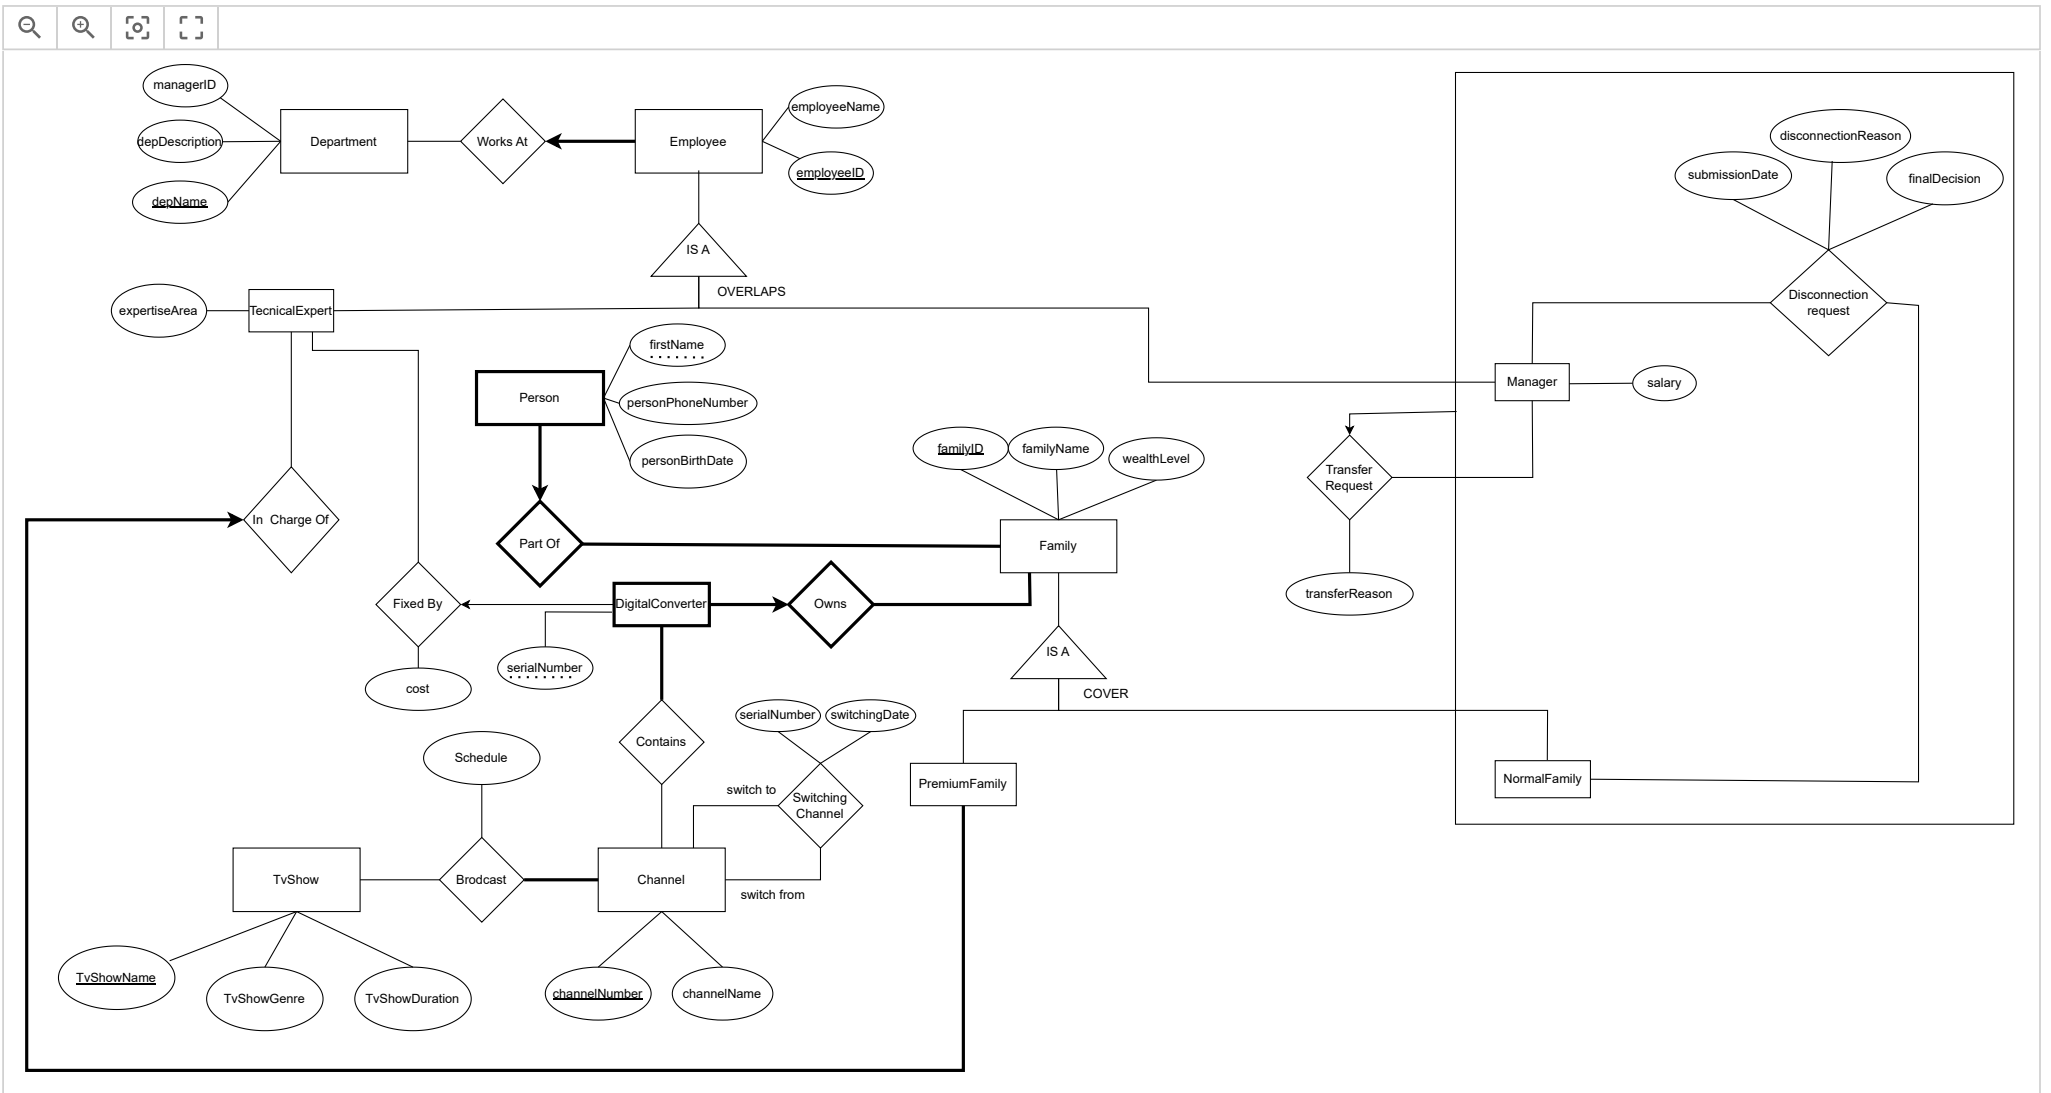 managerID
depDescription
depName
Department
Works At
Employee
employeeName
employeeID
IS A
OVERLAPS
expertiseArea
TecnicalExpert
firstName
Person
personPhoneNumber
personBirthDate
disconnectionReason
submissionDate
finalDecision
Disconnection
request
Manager
salary
Transfer
Request
transferReason
familyID
familyName
wealthLevel
In  Charge Of
Part Of
Family
Fixed By
DigitalConverter
Owns
serialNumber
cost
IS A
COVER
Contains
serialNumber
switchingDate
Schedule
switch to
Switching
Channel
PremiumFamily
NormalFamily
TvShow
Brodcast
Channel
switch from
TvShowName
TvShowGenre
TvShowDuration
channelNumber
channelName